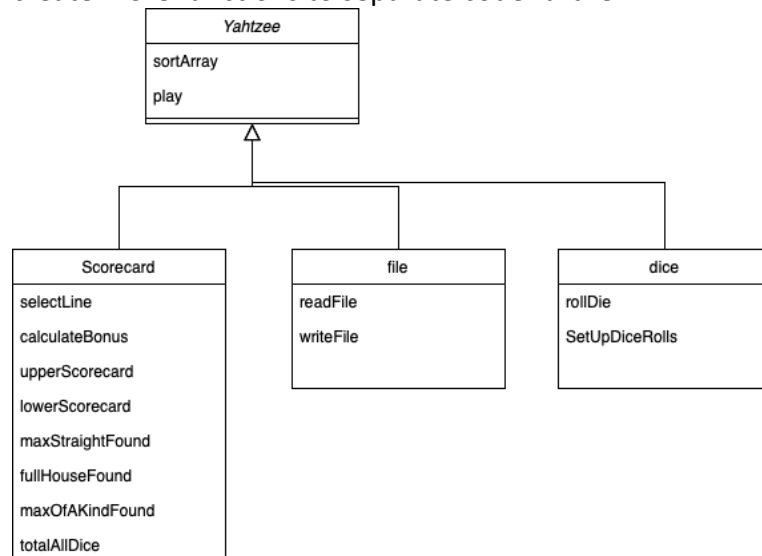 Yahtzee
sortArray
play
Scorecard
selectLine
calculateBonus
upperScorecard
lowerScorecard
maxStraightFound
fullHouseFound
maxOfAKindFound
totalAllDice
file
readFile
writeFile
dice
rollDie
SetUpDiceRolls